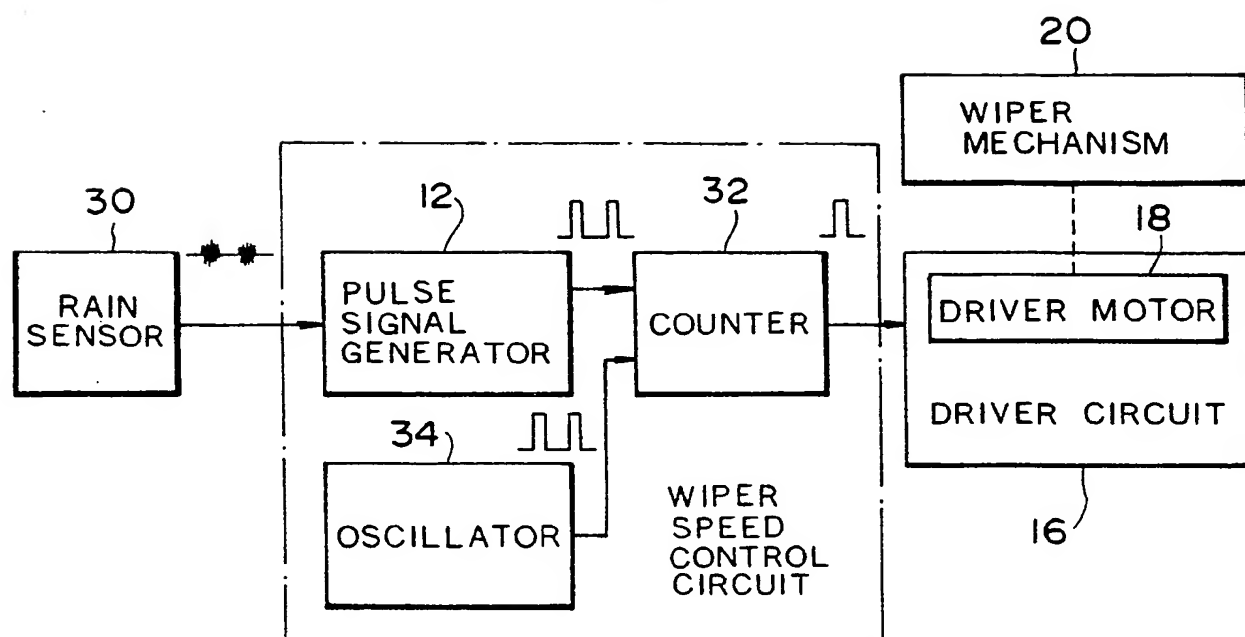 20
WIPER
MECHANISM
30
12
32
18
RAIN
SENSOR
PULSE
SIGNAL
GENERATOR
COUNTER
DRIVER MOTOR
DRIVER CIRCUIT
34
OSCILLATOR
WIPER
SPEED
CONTROL
CIRCUIT
16